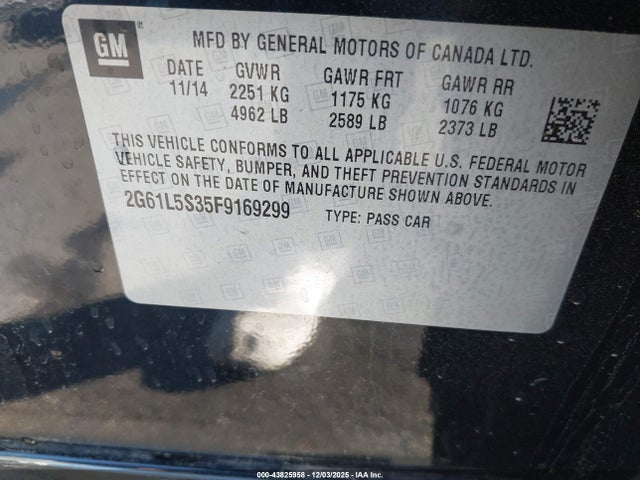 GM
MFD BY GENERAL MOTORS OF CANADA LTD.
DATE GVWR GAWR FRT GAWR RR
11/14 2251 KG 1175 KG 1076 KG
4962 LB 2589 LB 2373 LB
THIS VEHICLE CONFORMS TO ALL APPLICABLE U.S. FEDERAL MOTOR
VEHICLE SAFETY, BUMPER, AND THEFT PREVENTION STANDARDS IN
EFFECT ON THE DATE OF MANUFACTURE SHOWN ABOVE.
2G61L5S35F9169299 TYPE: PASS CAR
000-43825958 - 12/03/2025 - IAA Inc.